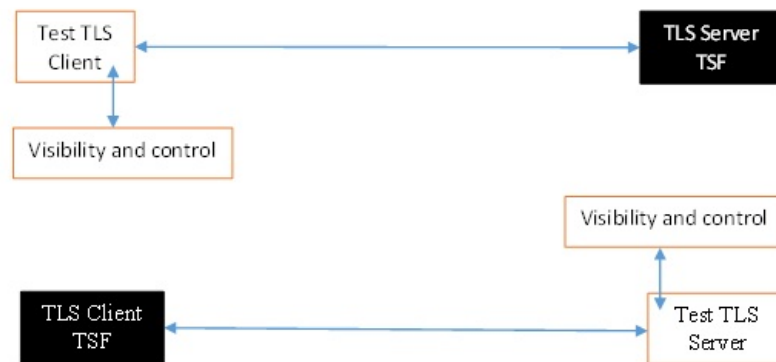 Test TLS
Client
TLS Server
TSF
Visibility and control
Visibility and control
TLS Client
TSF
Test TLS
Server